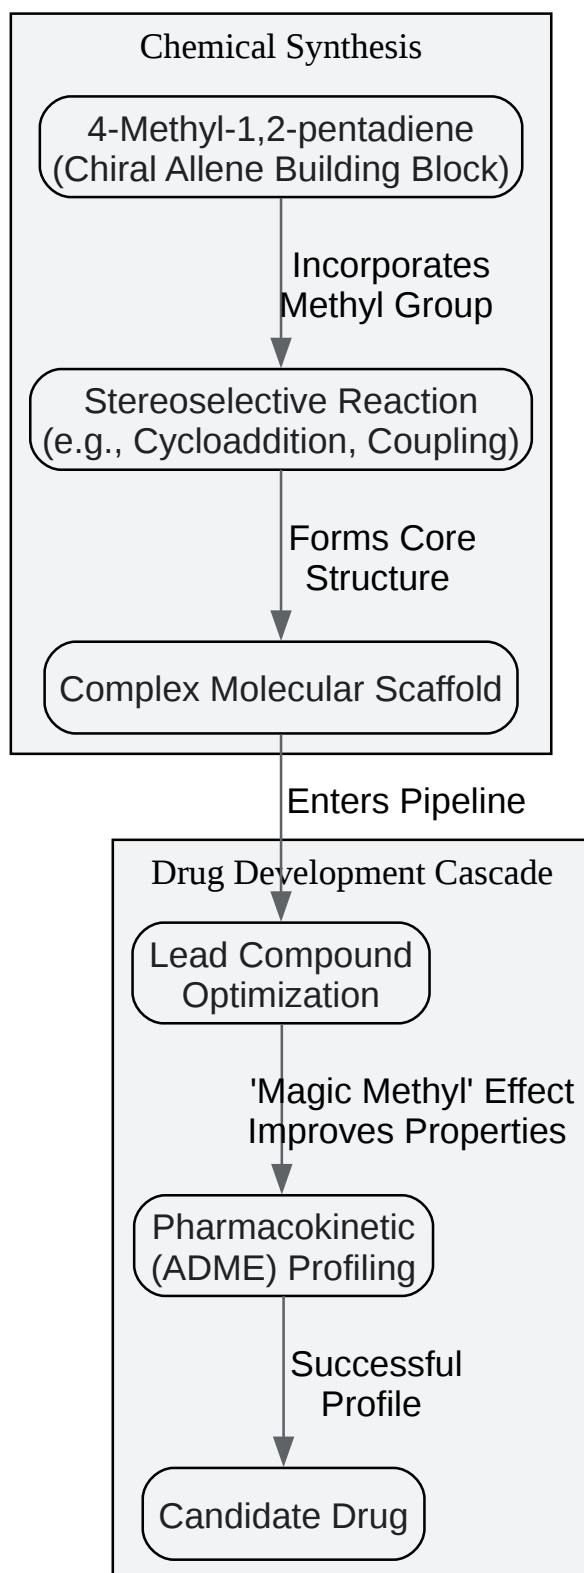 Chemical Synthesis
4-Methyl-1,2-pentadiene
(Chiral Allene Building Block)
Incorporates
Methyl Group
Stereoselective Reaction
(e.g., Cycloaddition, Coupling)
Forms Core
Structure
Complex Molecular Scaffold
Enters Pipeline
Drug Development Cascade
Lead Compound
Optimization
'Magic Methyl' Effect
Improves Properties
Pharmacokinetic
(ADME) Profiling
Successful
Profile
Candidate Drug